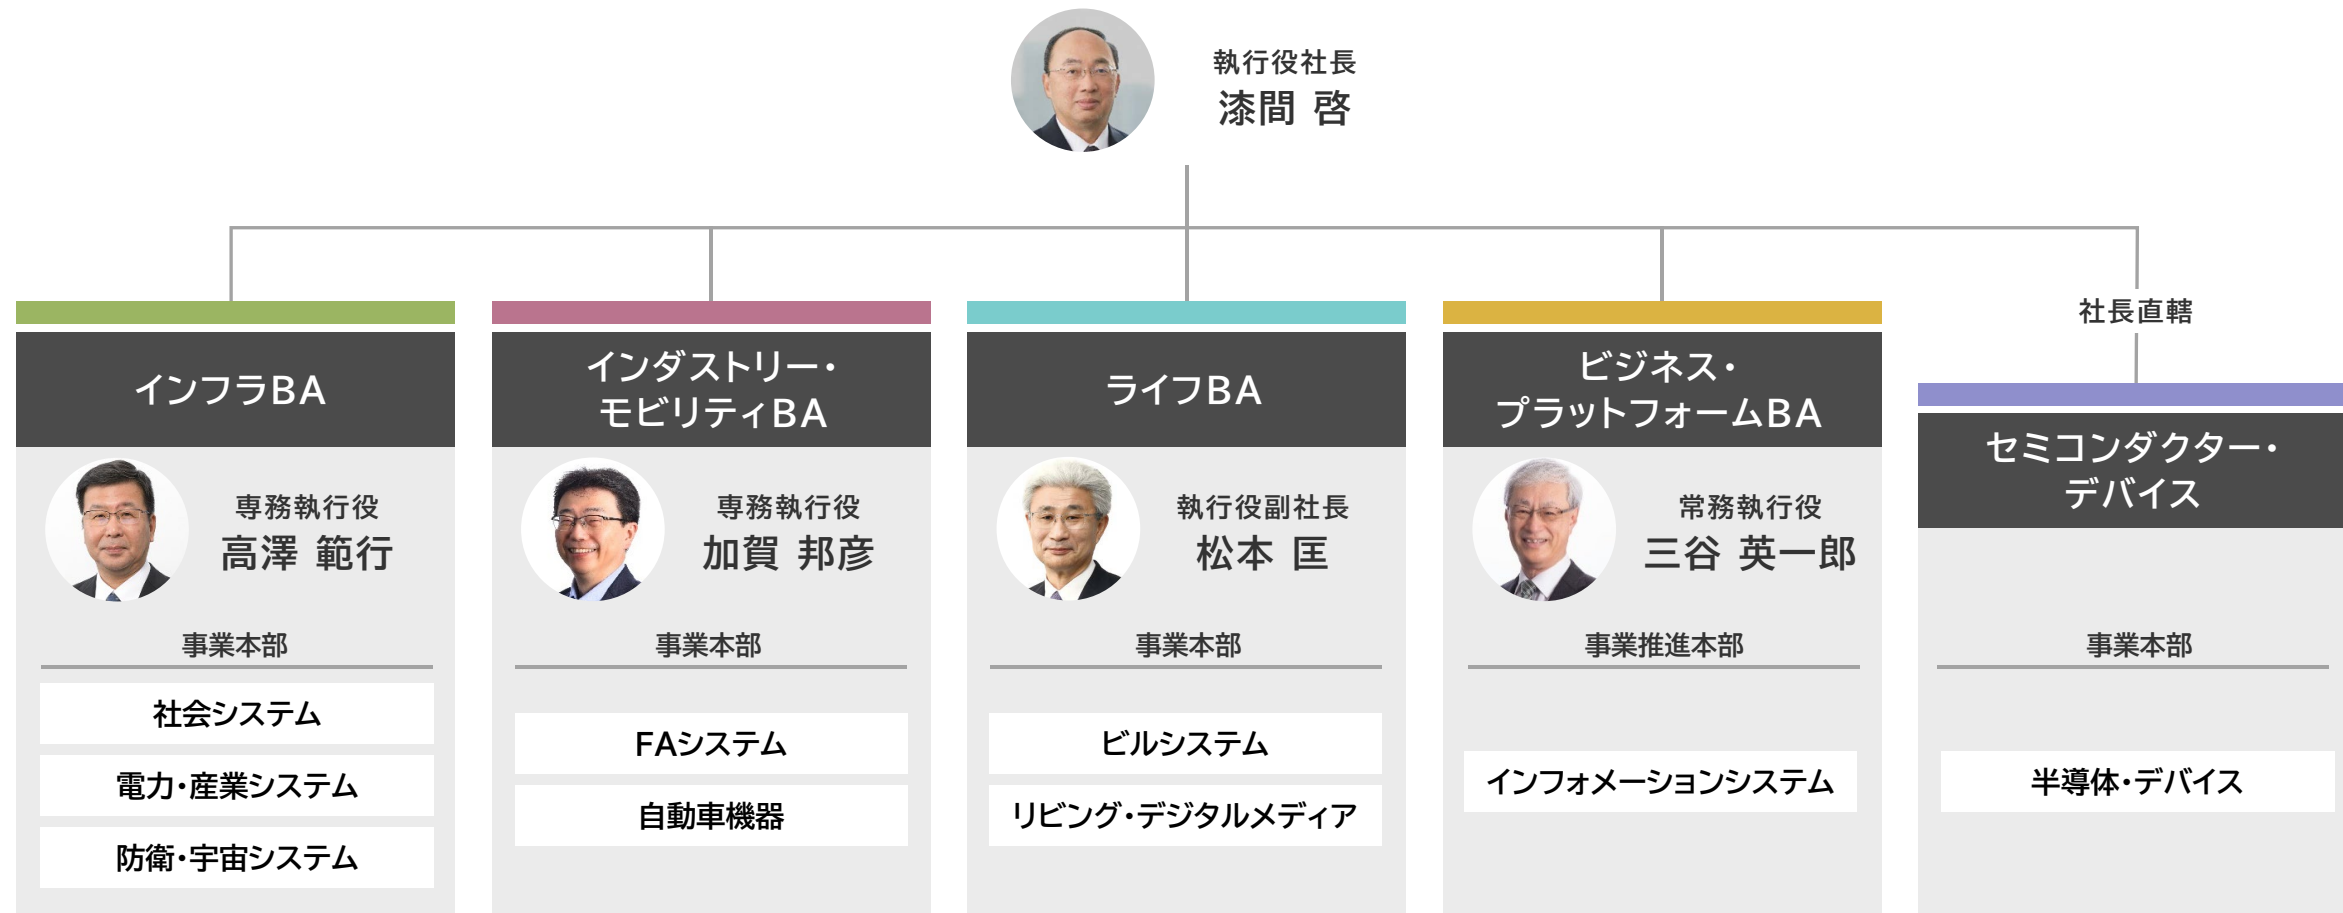 執行役社長
漆間 啓
社長直轄
インフラBA
専務執行役
高澤 範行
事業本部
社会システム
電力・産業システム
防衛・宇宙システム
インダストリー・
モビリティBA
専務執行役
加賀 邦彦
事業本部
FAシステム
自動車機器
ライフBA
執行役副社長
松本 匡
事業本部
ビルシステム
リビング・デジタルメディア
ビジネス・
プラットフォームBA
常務執行役
三谷 英一郎
事業推進本部
インフォメーションシステム
セミコンダクター・
デバイス
事業本部
半導体・デバイス